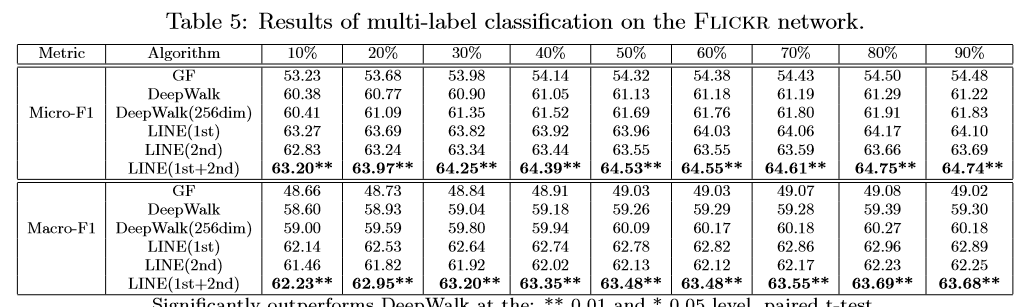 Table 5: Results of multi-label classification on the FLICKR network.
Metric Algorithm 10% 20% 30% 40% 50% 60% 70% 80% 90%
GF 53.23 53.68 53.98 54.14 54.32 54.38 54.43 54.50 54.48
DeepWalk 60.38 60.77 60.90 61.05 61.13 61.18 61.19 61.29 61.22
Micro-F1 DeepWalk(256dim) 60.41 61.09 61.35 61.52 61.69 61.76 61.80 61.91 61.83
LINE(1st) 63.27 63.69 63.82 63.92 63.96 64.03 64.06 64.17 64.10
LINE(2nd) 62.83 63.24 63.34 63.44 63.55 63.55 63.59 63.66 63.69
LINE(1st+2nd) 63.20** 63.97** 64.25** 64.39** 64.53** 64.55** 64.61** 64.75** 64.74**
GF 48.66 48.73 48.84 48.91 49.03 49.03 49.07 49.08 49.02
DeepWalk 58.60 58.93 59.04 59.18 59.26 59.29 59.28 59.39 59.30
Macro-F1 DeepWalk(256dim) 59.00 59.59 59.80 59.94 60.09 60.17 60.18 60.27 60.18
LINE(1st) 62.14 62.53 62.64 62.74 62.78 62.82 62.86 62.96 62.89
LINE(2nd) 61.46 61.82 61.92 62.02 62.13 62.12 62.17 62.23 62.25
LINE(1st+2nd) 62.23** 62.95** 63.20** 63.35** 63.48** 63.48** 63.55** 63.69** 63.68**
Significantly outperforms DeepWalk at the: ** 0.01 and * 0.05 level, paired t-test.